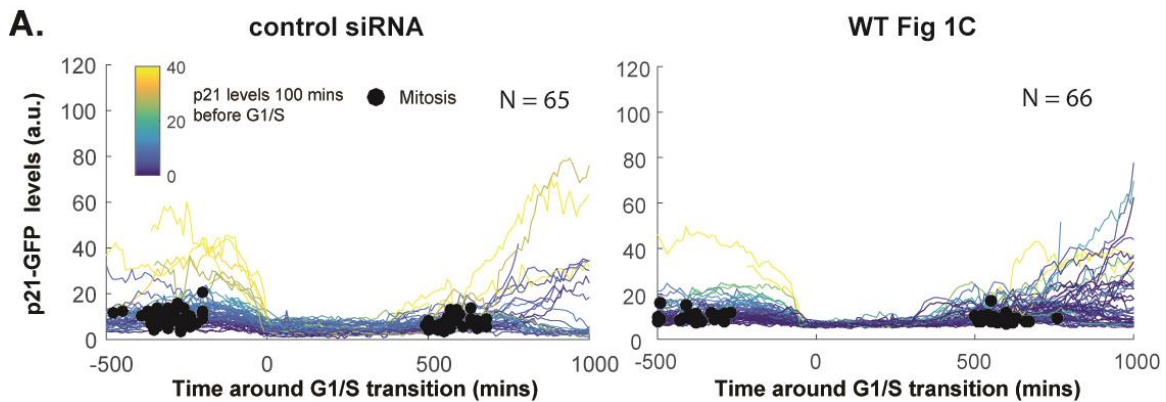 A.
control siRNA
WT Fig 1C
p21-GFP levels (a.u.)
120
100
80
60
40
20
0
40
20
0
p21 levels 100 mins
before G1/S
Mitosis
N = 65
-500
0
500
1000
Time around G1/S transition (mins)
120
100
80
60
40
20
0
N = 66
-500
0
500
1000
Time around G1/S transition (mins)